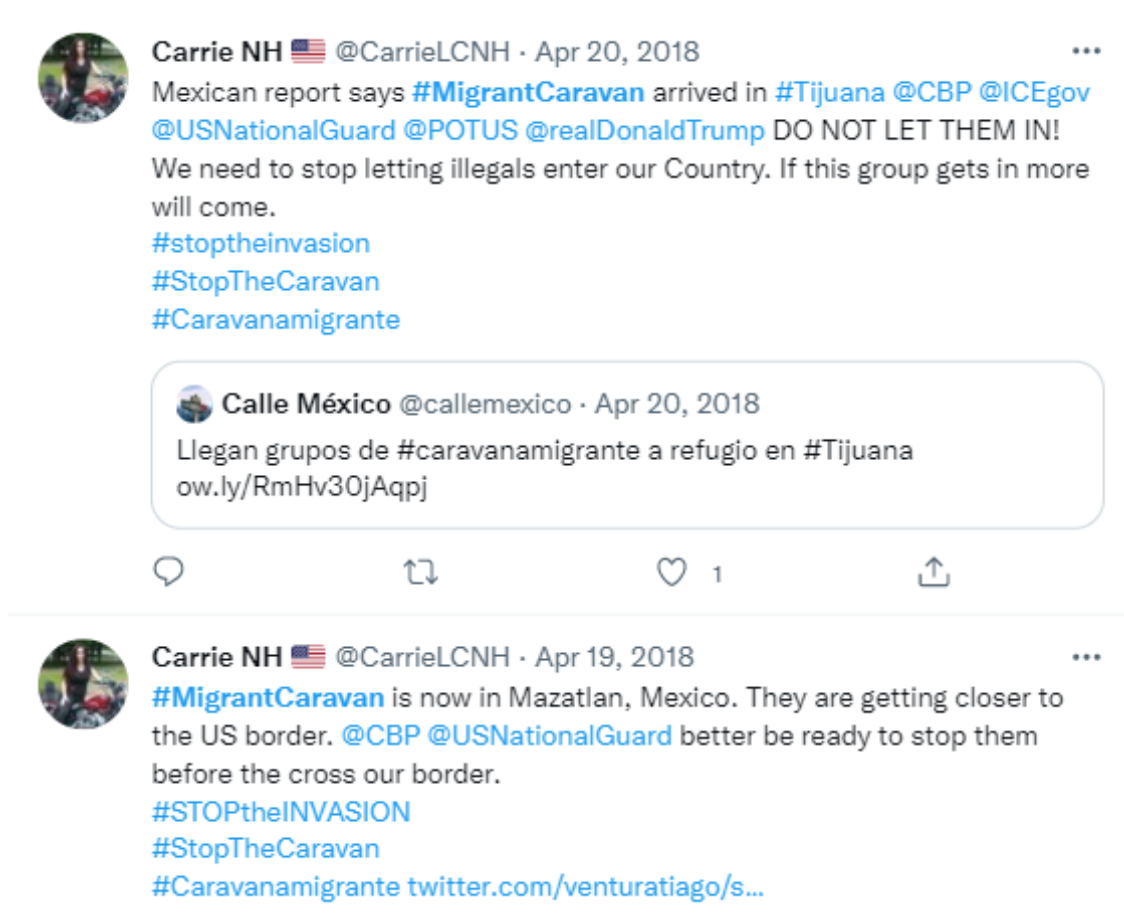 Carrie NH 🇺🇸 @CarrieLCNH · Apr 20, 2018
Mexican report says #MigrantCaravan arrived in #Tijuana @CBP @ICEgov
@USNationalGuard @POTUS @realDonaldTrump DO NOT LET THEM IN!
We need to stop letting illegals enter our Country. If this group gets in more
will come.
#stoptheinvasion
#StopTheCaravan
#Caravanamigrante
Calle México @callemexico · Apr 20, 2018
Llegan grupos de #caravanamigrante a refugio en #Tijuana
ow.ly/RmHv30jAqpj
1
Carrie NH 🇺🇸 @CarrieLCNH · Apr 19, 2018
#MigrantCaravan is now in Mazatlan, Mexico. They are getting closer to
the US border. @CBP @USNationalGuard better be ready to stop them
before the cross our border.
#STOPtheINVASION
#StopTheCaravan
#Caravanamigrante twitter.com/venturatiago/s...